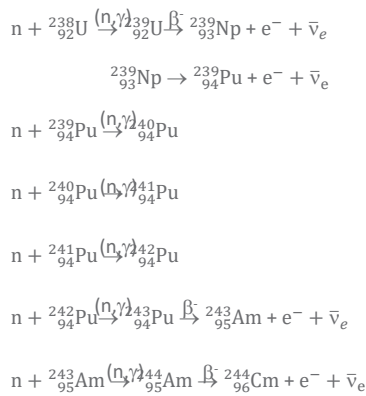 n + ²³⁸₉₂U (n,γ)→ ²³⁹₉₂U β⁻→ ²³⁹₉₃Np + e⁻ + ν̄ₑ
²³⁹₉₃Np → ²³⁹₉₄Pu + e⁻ + ν̄ₑ
n + ²³⁹₉₄Pu (n,γ)→ ²⁴⁰₉₄Pu
n + ²⁴⁰₉₄Pu (n,γ)→ ²⁴¹₉₄Pu
n + ²⁴¹₉₄Pu (n,γ)→ ²⁴²₉₄Pu
n + ²⁴²₉₄Pu (n,γ)→ ²⁴³₉₄Pu β⁻→ ²⁴³₉₅Am + e⁻ + ν̄ₑ
n + ²⁴³₉₅Am (n,γ)→ ²⁴⁴₉₅Am β⁻→ ²⁴⁴₉₆Cm + e⁻ + ν̄ₑ